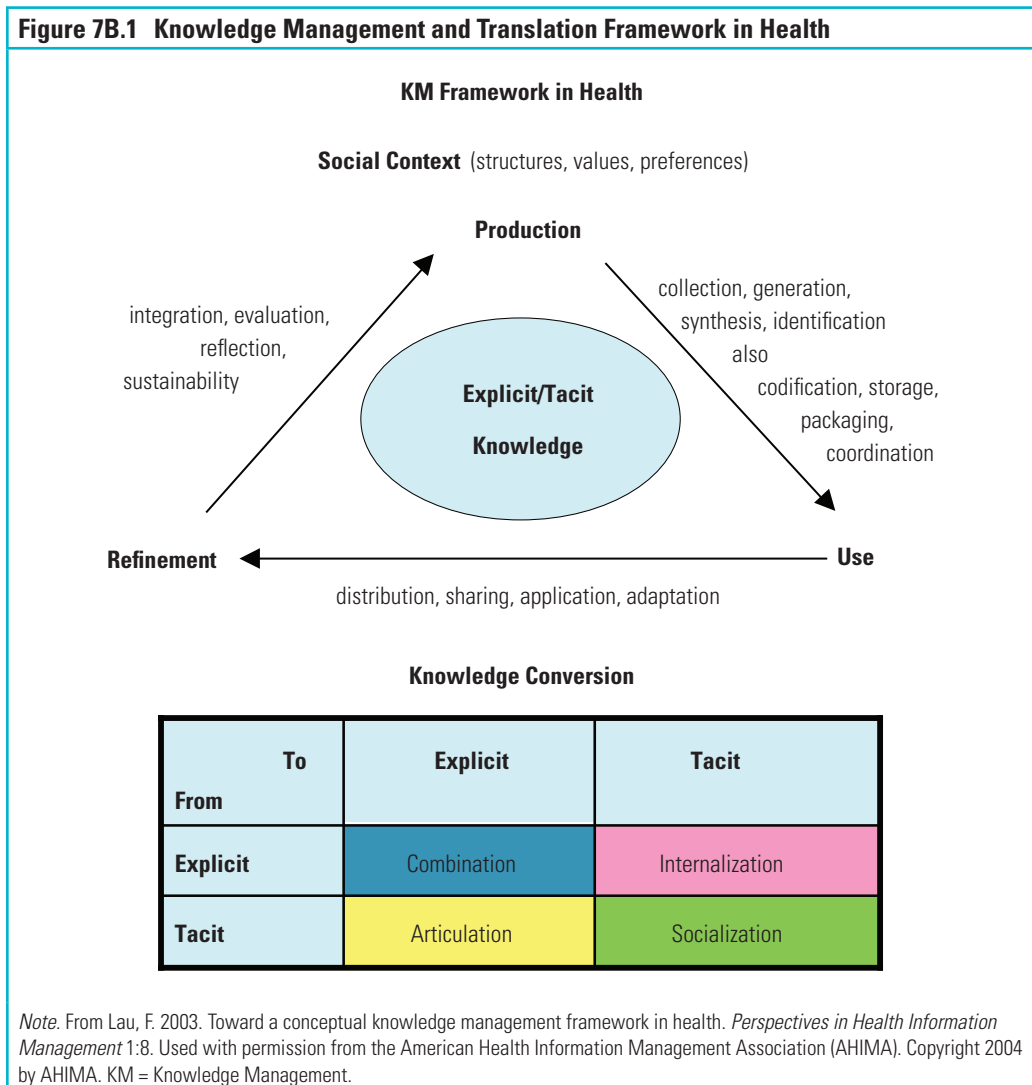 Figure 7B.1 Knowledge Management and Translation Framework in Health
KM Framework in Health
Social Context (structures, values, preferences)
Production
integration, evaluation,
reflection,
sustainability
collection, generation,
synthesis, identification
also
codification, storage,
packaging,
coordination
Explicit/Tacit
Knowledge
Refinement
Use
distribution, sharing, application, adaptation
Knowledge Conversion
To
From
Explicit
Tacit
Explicit
Combination
Internalization
Tacit
Articulation
Socialization
Note. From Lau, F. 2003. Toward a conceptual knowledge management framework in health. Perspectives in Health Information
Management 1:8. Used with permission from the American Health Information Management Association (AHIMA). Copyright 2004
by AHIMA. KM = Knowledge Management.